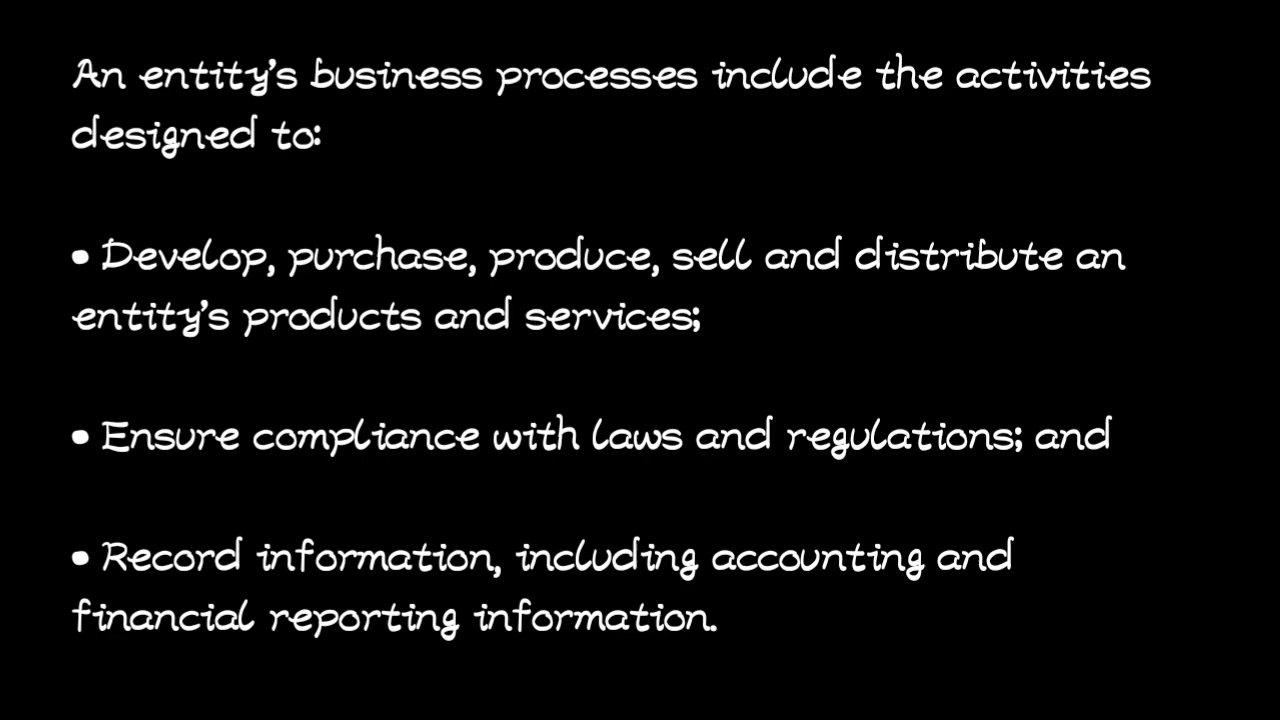 An entity's business processes include the activities
designed to:
• Develop, purchase, produce, sell and distribute an
entity's products and services;
• Ensure compliance with laws and regulations; and
• Record information, including accounting and
financial reporting information.